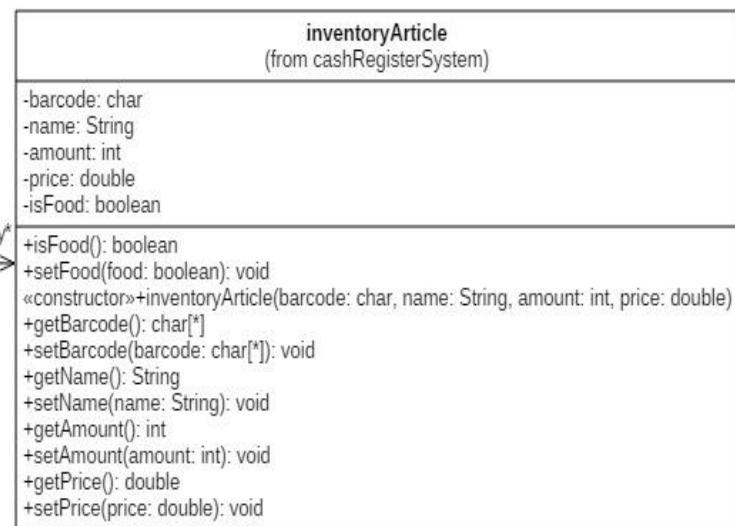 inventoryArticle
(from cashRegisterSystem)
-barcode: char
-name: String
-amount: int
-price: double
-isFood: boolean
+isFood(): boolean
+setFood(food: boolean): void
«constructor»+inventoryArticle(barcode: char, name: String, amount: int, price: double)
+getBarcode(): char[*]
+setBarcode(barcode: char[*]): void
+getName(): String
+setName(name: String): void
+getAmount(): int
+setAmount(amount: int): void
+getPrice(): double
+setPrice(price: double): void